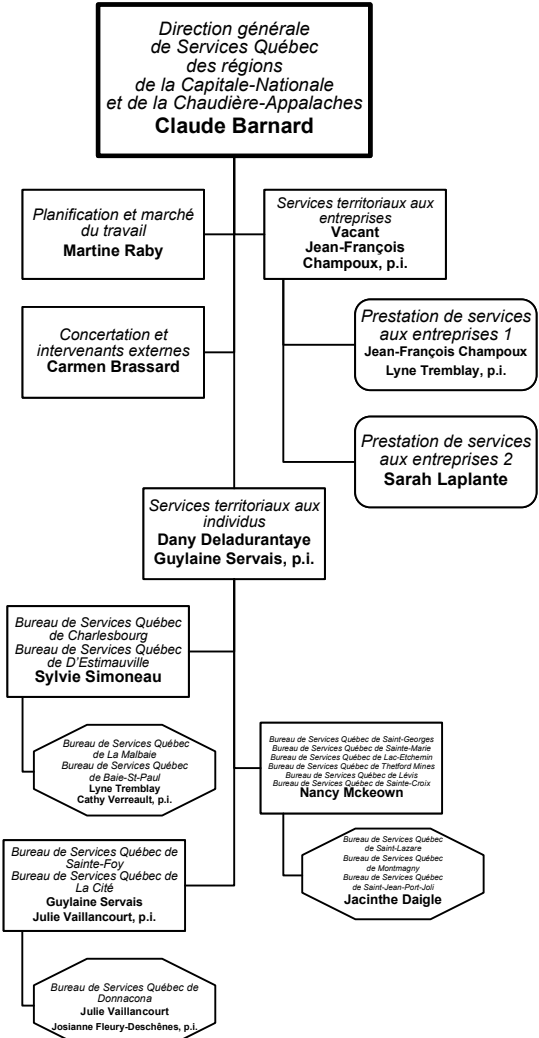 Direction générale
de Services Québec
des régions
de la Capitale-Nationale
et de la Chaudière-Appalaches
Claude Barnard
Planification et marché
du travail
Martine Raby
Services territoriaux aux
entreprises
Vacant
Jean-François
Champoux, p.i.
Concertation et
intervenants externes
Carmen Brassard
Prestation de services
aux entreprises 1
Jean-François Champoux
Lyne Tremblay, p.i.
Prestation de services
aux entreprises 2
Sarah Laplante
Services territoriaux aux
individus
Dany Deladurantaye
Guylaine Servais, p.i.
Bureau de Services Québec
de Charlesbourg
Bureau de Services Québec
de D'Estimauville
Sylvie Simoneau
Bureau de Services Québec
de La Malbaie
Bureau de Services Québec
de Baie-St-Paul
Lyne Tremblay
Cathy Verreault, p.i.
Bureau de Services Québec de Saint-Georges
Bureau de Services Québec de Sainte-Marie
Bureau de Services Québec de Lac-Etchemin
Bureau de Services Québec de Thetford Mines
Bureau de Services Québec de Lévis
Bureau de Services Québec de Sainte-Croix
Nancy Mckeown
Bureau de Services Québec
de Saint-Lazare
Bureau de Services Québec
de Montmagny
Bureau de Services Québec
de Saint-Jean-Port-Joli
Jacinthe Daigle
Bureau de Services Québec de
Sainte-Foy
Bureau de Services Québec de
La Cité
Guylaine Servais
Julie Vaillancourt, p.i.
Bureau de Services Québec de
Donnacona
Julie Vaillancourt
Josianne Fleury-Deschênes, p.i.